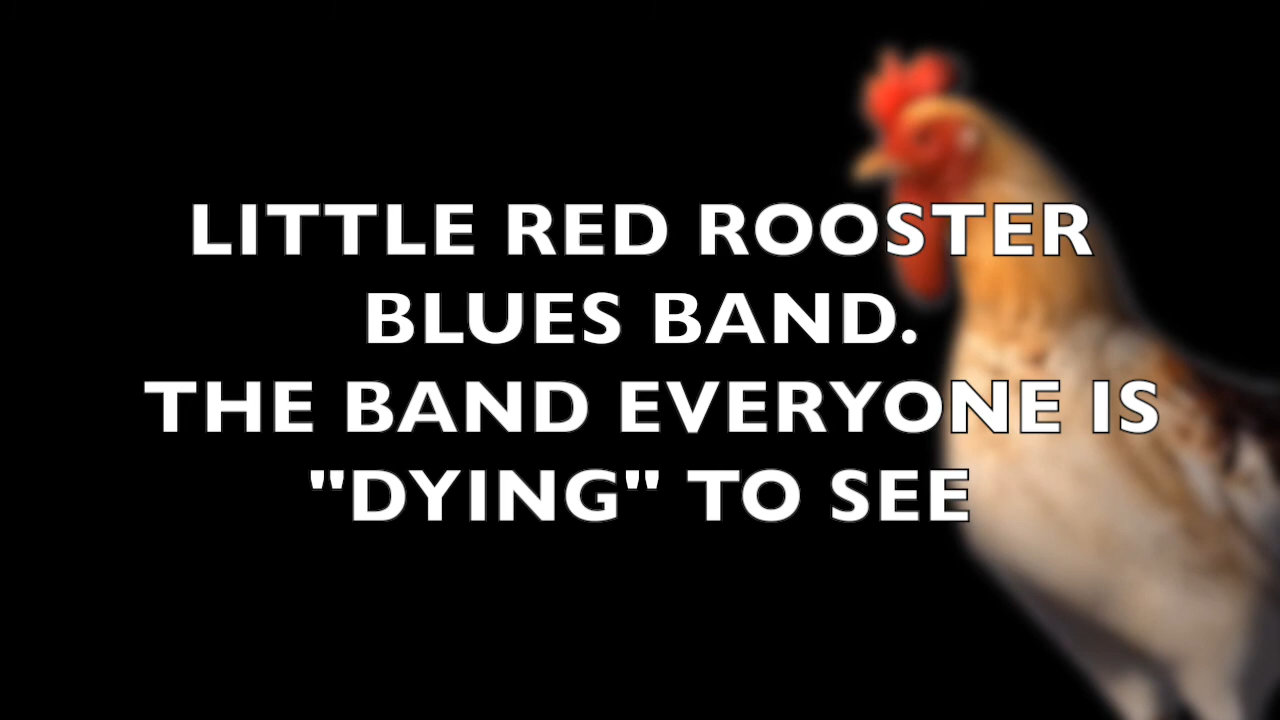 LITTLE RED ROOSTER
BLUES BAND.
THE BAND EVERYONE IS
"DYING" TO SEE